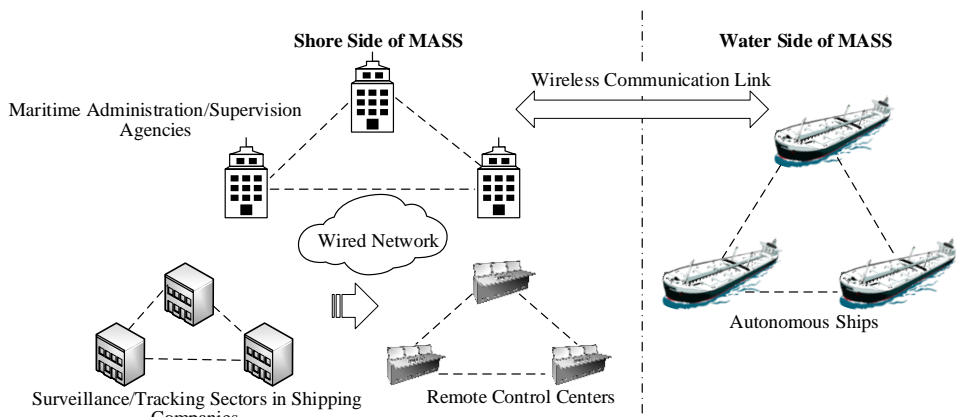 Shore Side of MASS
Water Side of MASS
Wireless Communication Link
Maritime Administration/Supervision
Agencies
Wired Network
Autonomous Ships
Surveillance/Tracking Sectors in Shipping
Companies
Remote Control Centers